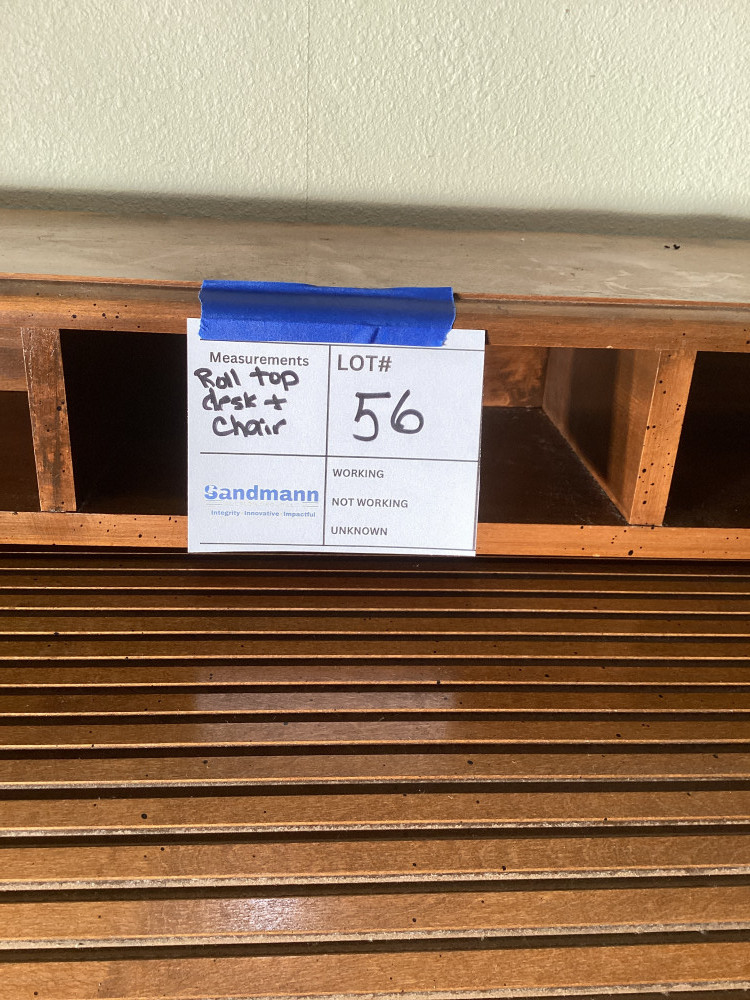 Measurements
Roll top
desk +
Chair
LOT#
56
Sandmann
Integrity · Innovative · Impactful
WORKING
NOT WORKING
UNKNOWN